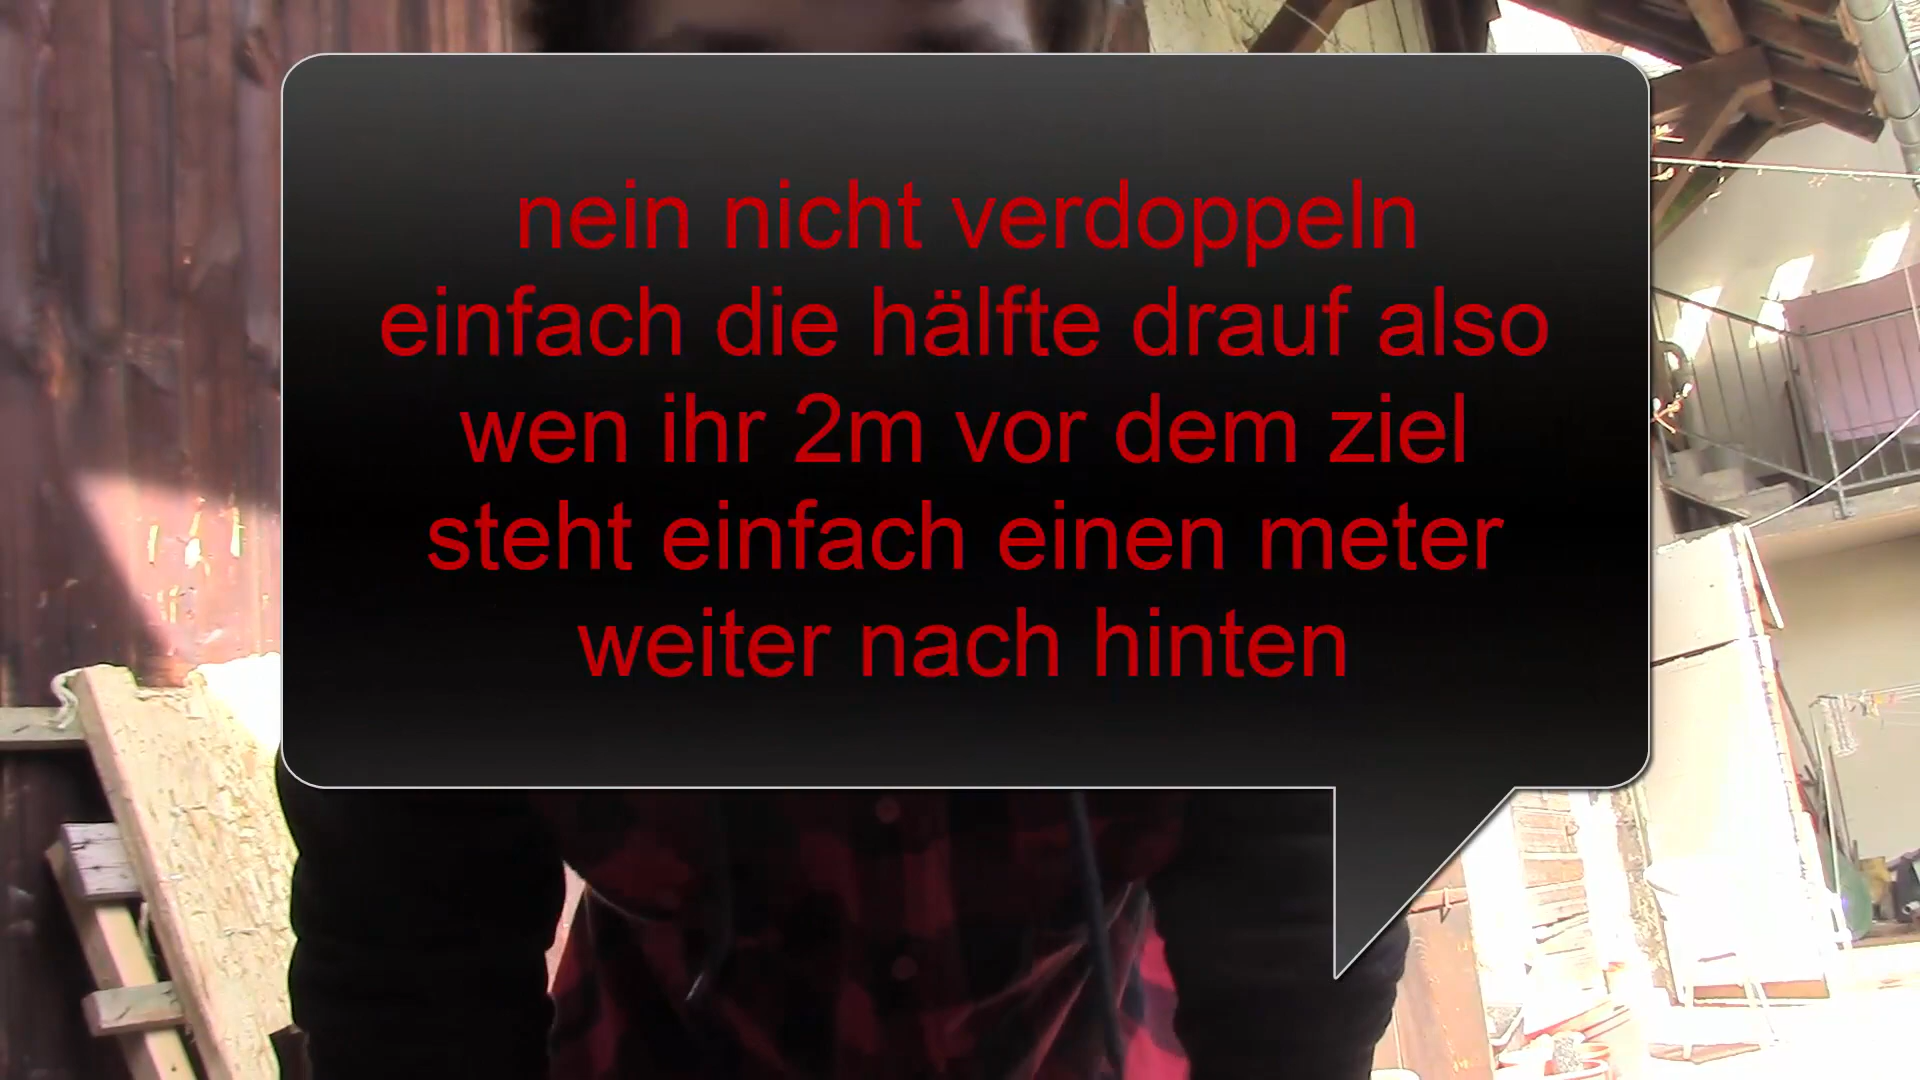 nein nicht verdoppeln
einfach die hälfte drauf also
wen ihr 2m vor dem ziel
steht einfach einen meter
weiter nach hinten